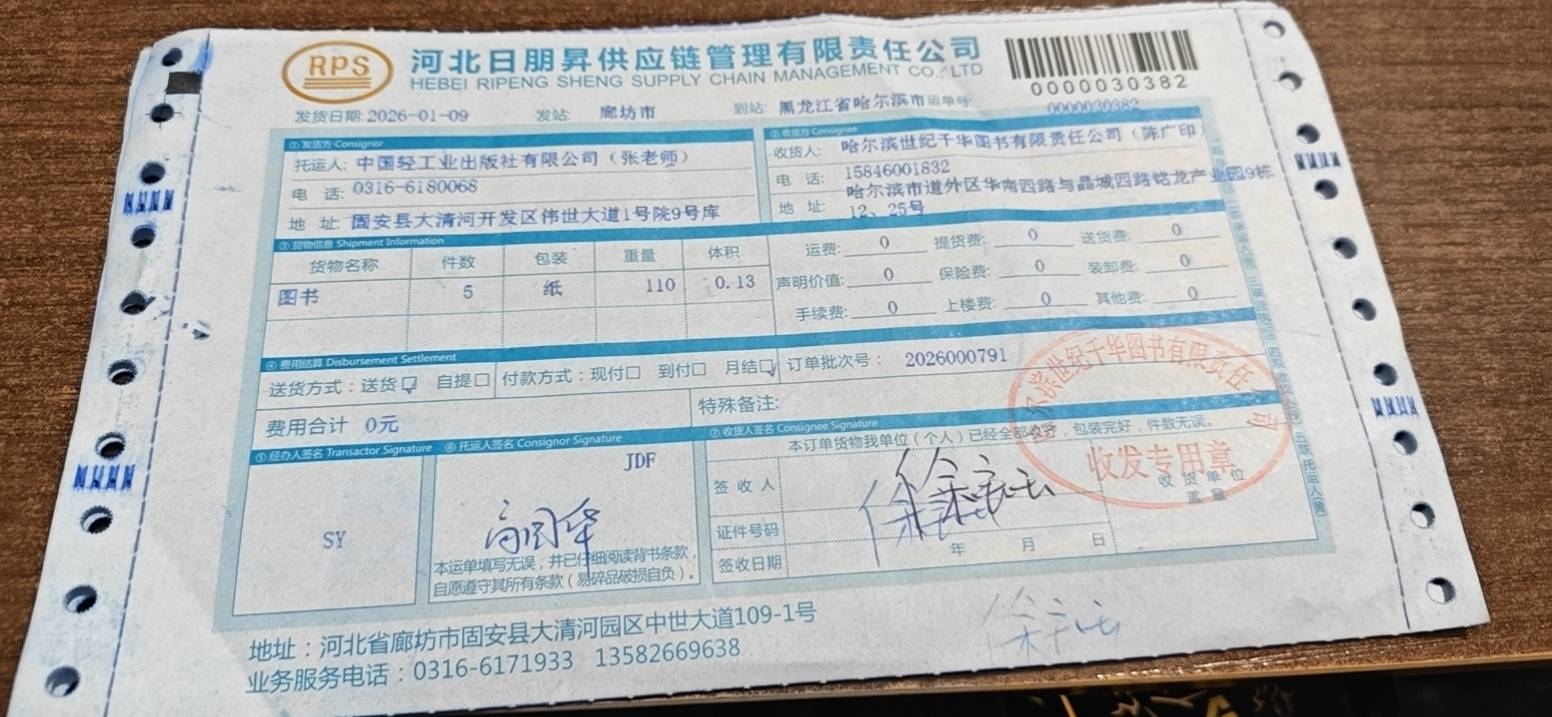 RPS 河北日朋昇供应链管理有限责任公司
HEBEI RIPENG SHENG SUPPLY CHAIN MANAGEMENT CO., LTD
0000030382
发货日期:2026-01-09 发站: 廊坊市 到站: 黑龙江省哈尔滨市 运单号: 0000030382
①发货方 Consignor
托运人: 中国轻工业出版社有限公司（张老师）
电 话: 0316-6180068
地 址: 固安县大清河开发区伟世大道1号院9号库
②收货方 Consignee
收货人: 哈尔滨世纪千华图书有限责任公司（陈广印
电 话: 15846001832
哈尔滨市道外区华南四路与晶城四路铭龙产业园9栋
地 址: 12、25号
③货物信息 Shipment Information
货物名称 件数 包装 重量 体积
图书 5 纸 110 0.13
运费: 0 提货费: 0 送货费: 0
声明价值: 0 保险费: 0 装卸费: 0
手续费: 0 上楼费: 0 其他费: 0
④费用结算 Disbursement Settlement
送货方式：送货☑ 自提☐ 付款方式：现付☐ 到付☐ 月结☑ 订单批次号： 2026000791
费用合计 0元 特殊备注:
⑤经办人签名 Transactor Signature
SY
⑥托运人签名 Consignor Signature
JDF
本运单填写无误，并已仔细阅读背书条款，
自愿遵守其所有条款（易碎品破损自负）。
⑦收货人签名 Consignee Signature
本订单货物我单位（个人）已经全部收齐，包装完好，件数无误。
签收人
证件号码
签收日期 年 月 日
收货单位
盖章
尔滨世纪千华图书有限责任公司
收发专用章
地址：河北省廊坊市固安县大清河园区中世大道109-1号
业务服务电话：0316-6171933 13582669638